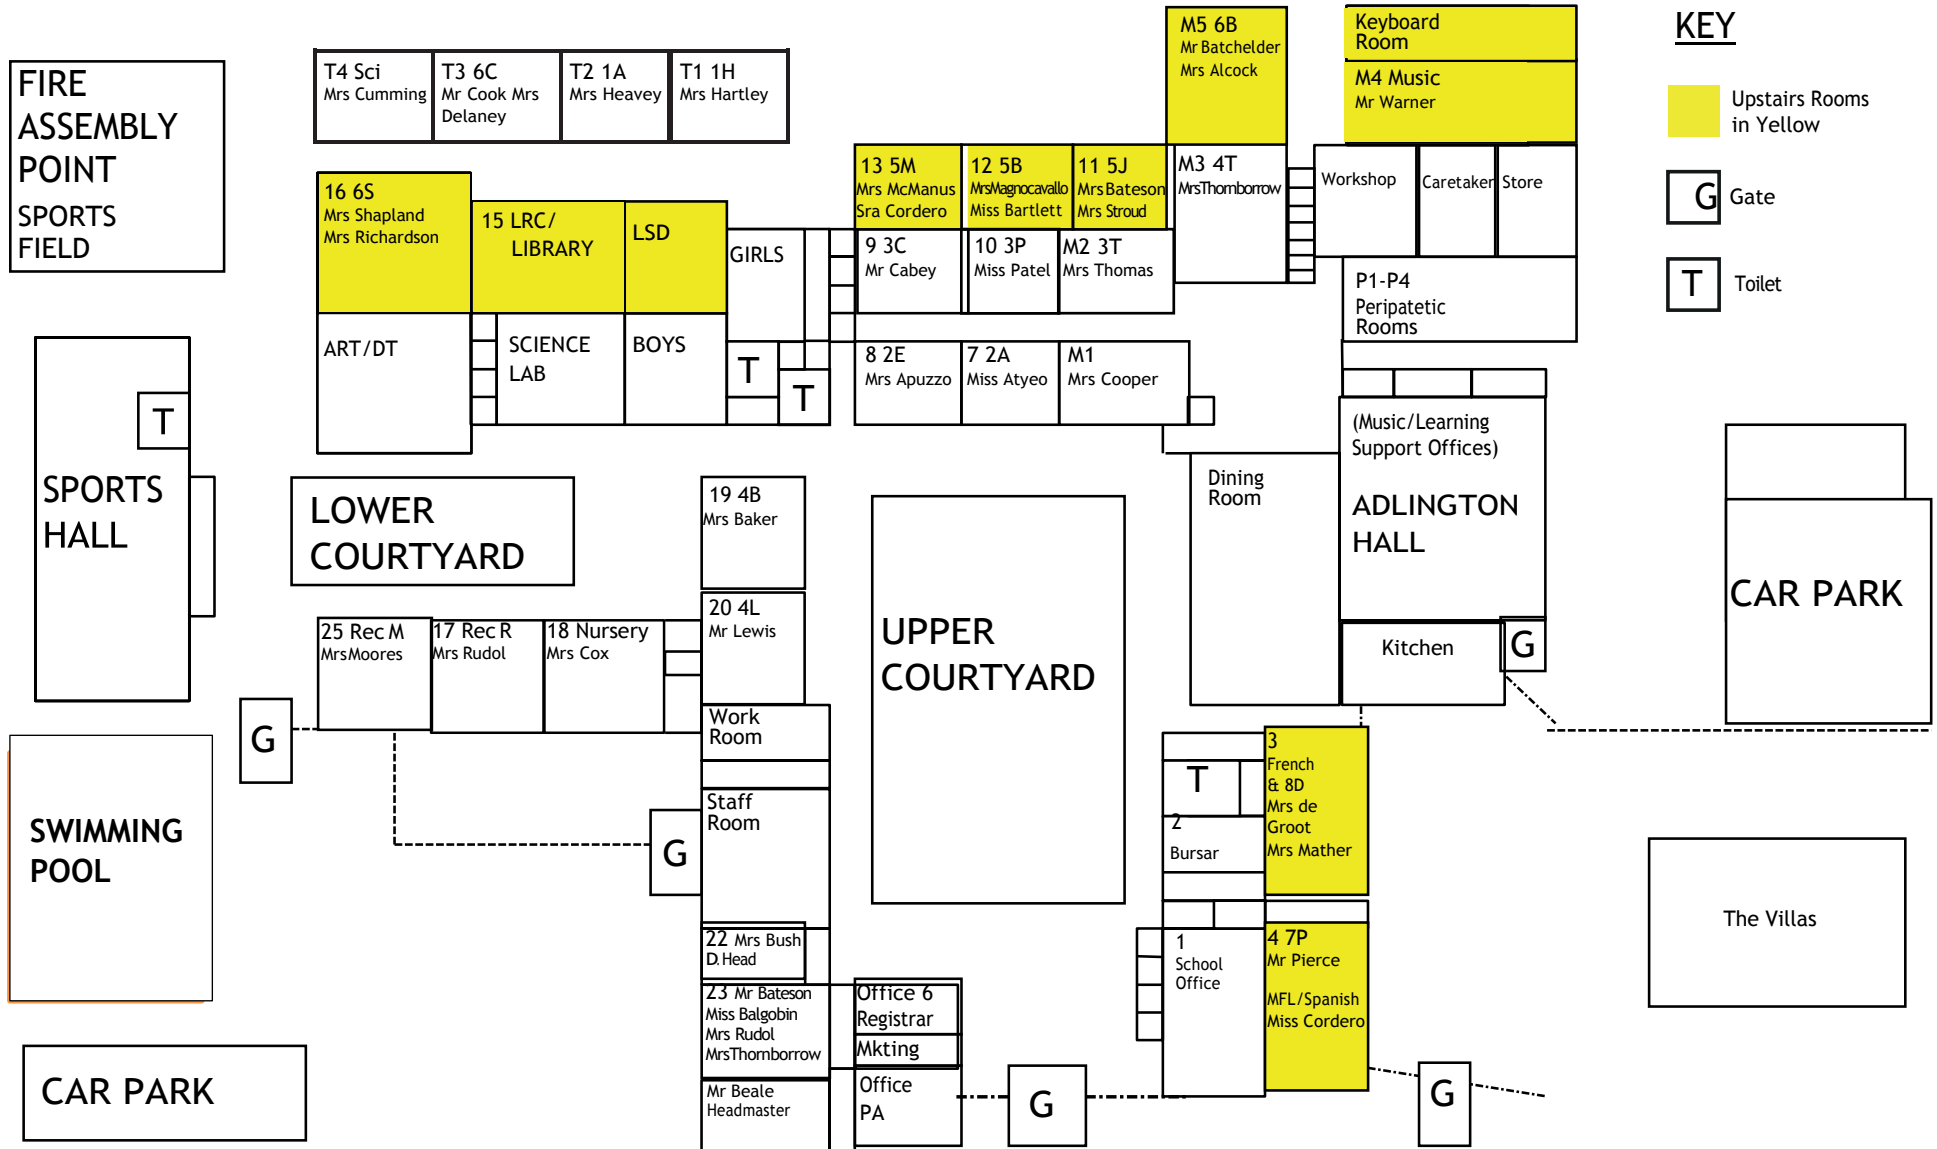 FIRE
ASSEMBLY
POINT
SPORTS
FIELD
T4 Sci
Mrs Cumming
T3 6C
Mr Cook Mrs
Delaney
T2 1A
Mrs Heavey
T1 1H
Mrs Hartley
M5 6B
Mr Batchelder
Mrs Alcock
Keyboard
Room
M4 Music
Mr Warner
KEY
Upstairs Rooms
in Yellow
G Gate
T Toilet
16 6S
Mrs Shapland
Mrs Richardson
15 LRC/
LIBRARY
LSD
GIRLS
13 5M
Mrs McManus
Sra Cordero
12 5B
MrsMagnocavallo
Miss Bartlett
11 5J
Mrs Bateson
Mrs Stroud
M3 4T
MrsThornborrow
Workshop
Caretaker
Store
9 3C
Mr Cabey
10 3P
Miss Patel
M2 3T
Mrs Thomas
P1-P4
Peripatetic
Rooms
ART/DT
SCIENCE
LAB
BOYS
T
T
8 2E
Mrs Apuzzo
7 2A
Miss Atyeo
M1
Mrs Cooper
T
SPORTS
HALL
LOWER
COURTYARD
19 4B
Mrs Baker
Dining
Room
(Music/Learning
Support Offices)
ADLINGTON
HALL
CAR PARK
25 Rec M
MrsMoores
17 Rec R
Mrs Rudol
18 Nursery
Mrs Cox
20 4L
Mr Lewis
UPPER
COURTYARD
Kitchen
G
G
Work
Room
Staff
Room
G
T
2
Bursar
3
French
& 8D
Mrs de
Groot
Mrs Mather
SWIMMING
POOL
The Villas
22 Mrs Bush
D. Head
1
School
Office
4 7P
Mr Pierce
MFL/Spanish
Miss Cordero
23 Mr Bateson
Miss Balgobin
Mrs Rudol
MrsThornborrow
Office 6
Registrar
Mkting
CAR PARK
Mr Beale
Headmaster
Office
PA
G
G